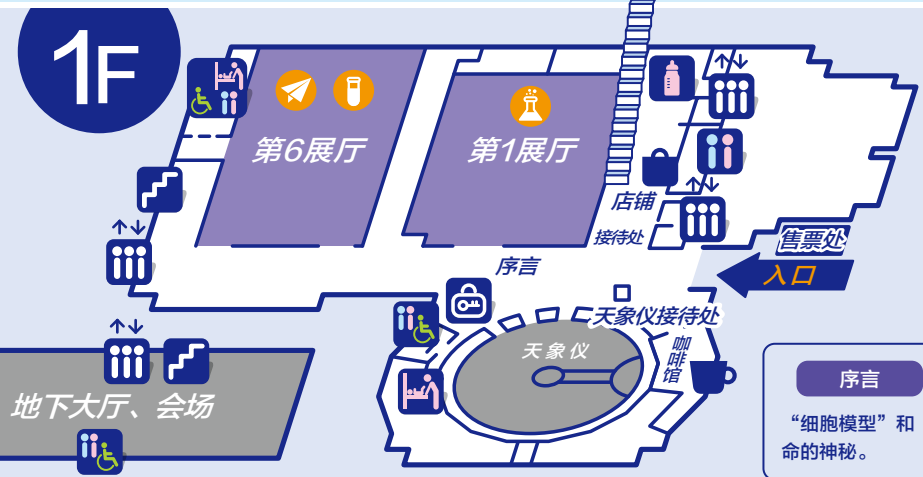 1F
第6展厅
第1展厅
店铺
接待处
售票处
入口
序言
天象仪接待处
天象仪
咖啡馆
地下大厅、会场
序言
“细胞模型”和
命的神秘。